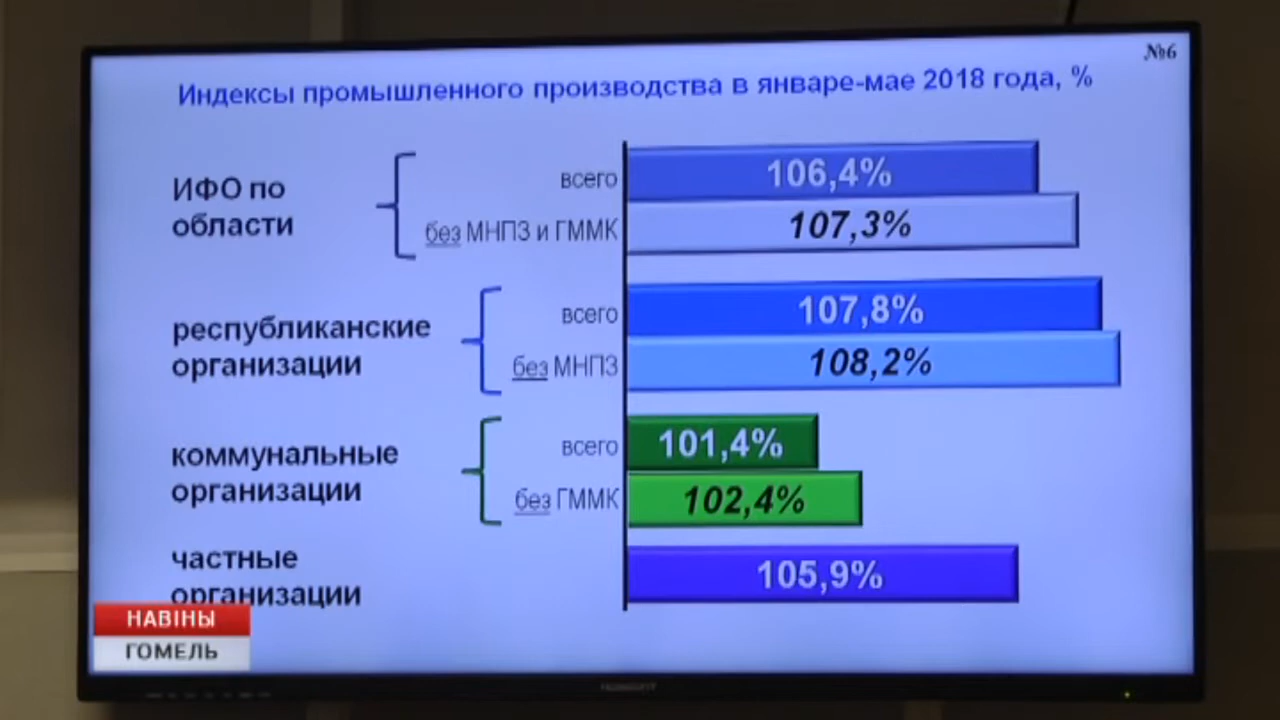 №6
Индексы промышленного производства в январе-мае 2018 года, %
ИФО по
области
всего
106,4%
без МНПЗ и ГММК
107,3%
республиканские
организации
всего
107,8%
без МНПЗ
108,2%
коммунальные
организации
всего
101,4%
без ГММК
102,4%
частные
организации
105,9%
НАВІНЫ
ГОМЕЛЬ